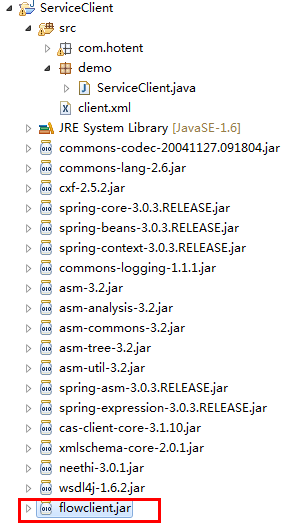 ServiceClient
src
com.hotent
demo
ServiceClient.java
client.xml
JRE System Library [JavaSE-1.6]
commons-codec-20041127.091804.jar
commons-lang-2.6.jar
cxf-2.5.2.jar
spring-core-3.0.3.RELEASE.jar
spring-beans-3.0.3.RELEASE.jar
spring-context-3.0.3.RELEASE.jar
commons-logging-1.1.1.jar
asm-3.2.jar
asm-analysis-3.2.jar
asm-commons-3.2.jar
asm-tree-3.2.jar
asm-util-3.2.jar
spring-asm-3.0.3.RELEASE.jar
spring-expression-3.0.3.RELEASE.jar
cas-client-core-3.1.10.jar
xmlschema-core-2.0.1.jar
neethi-3.0.1.jar
wsdl4j-1.6.2.jar
flowclient.jar